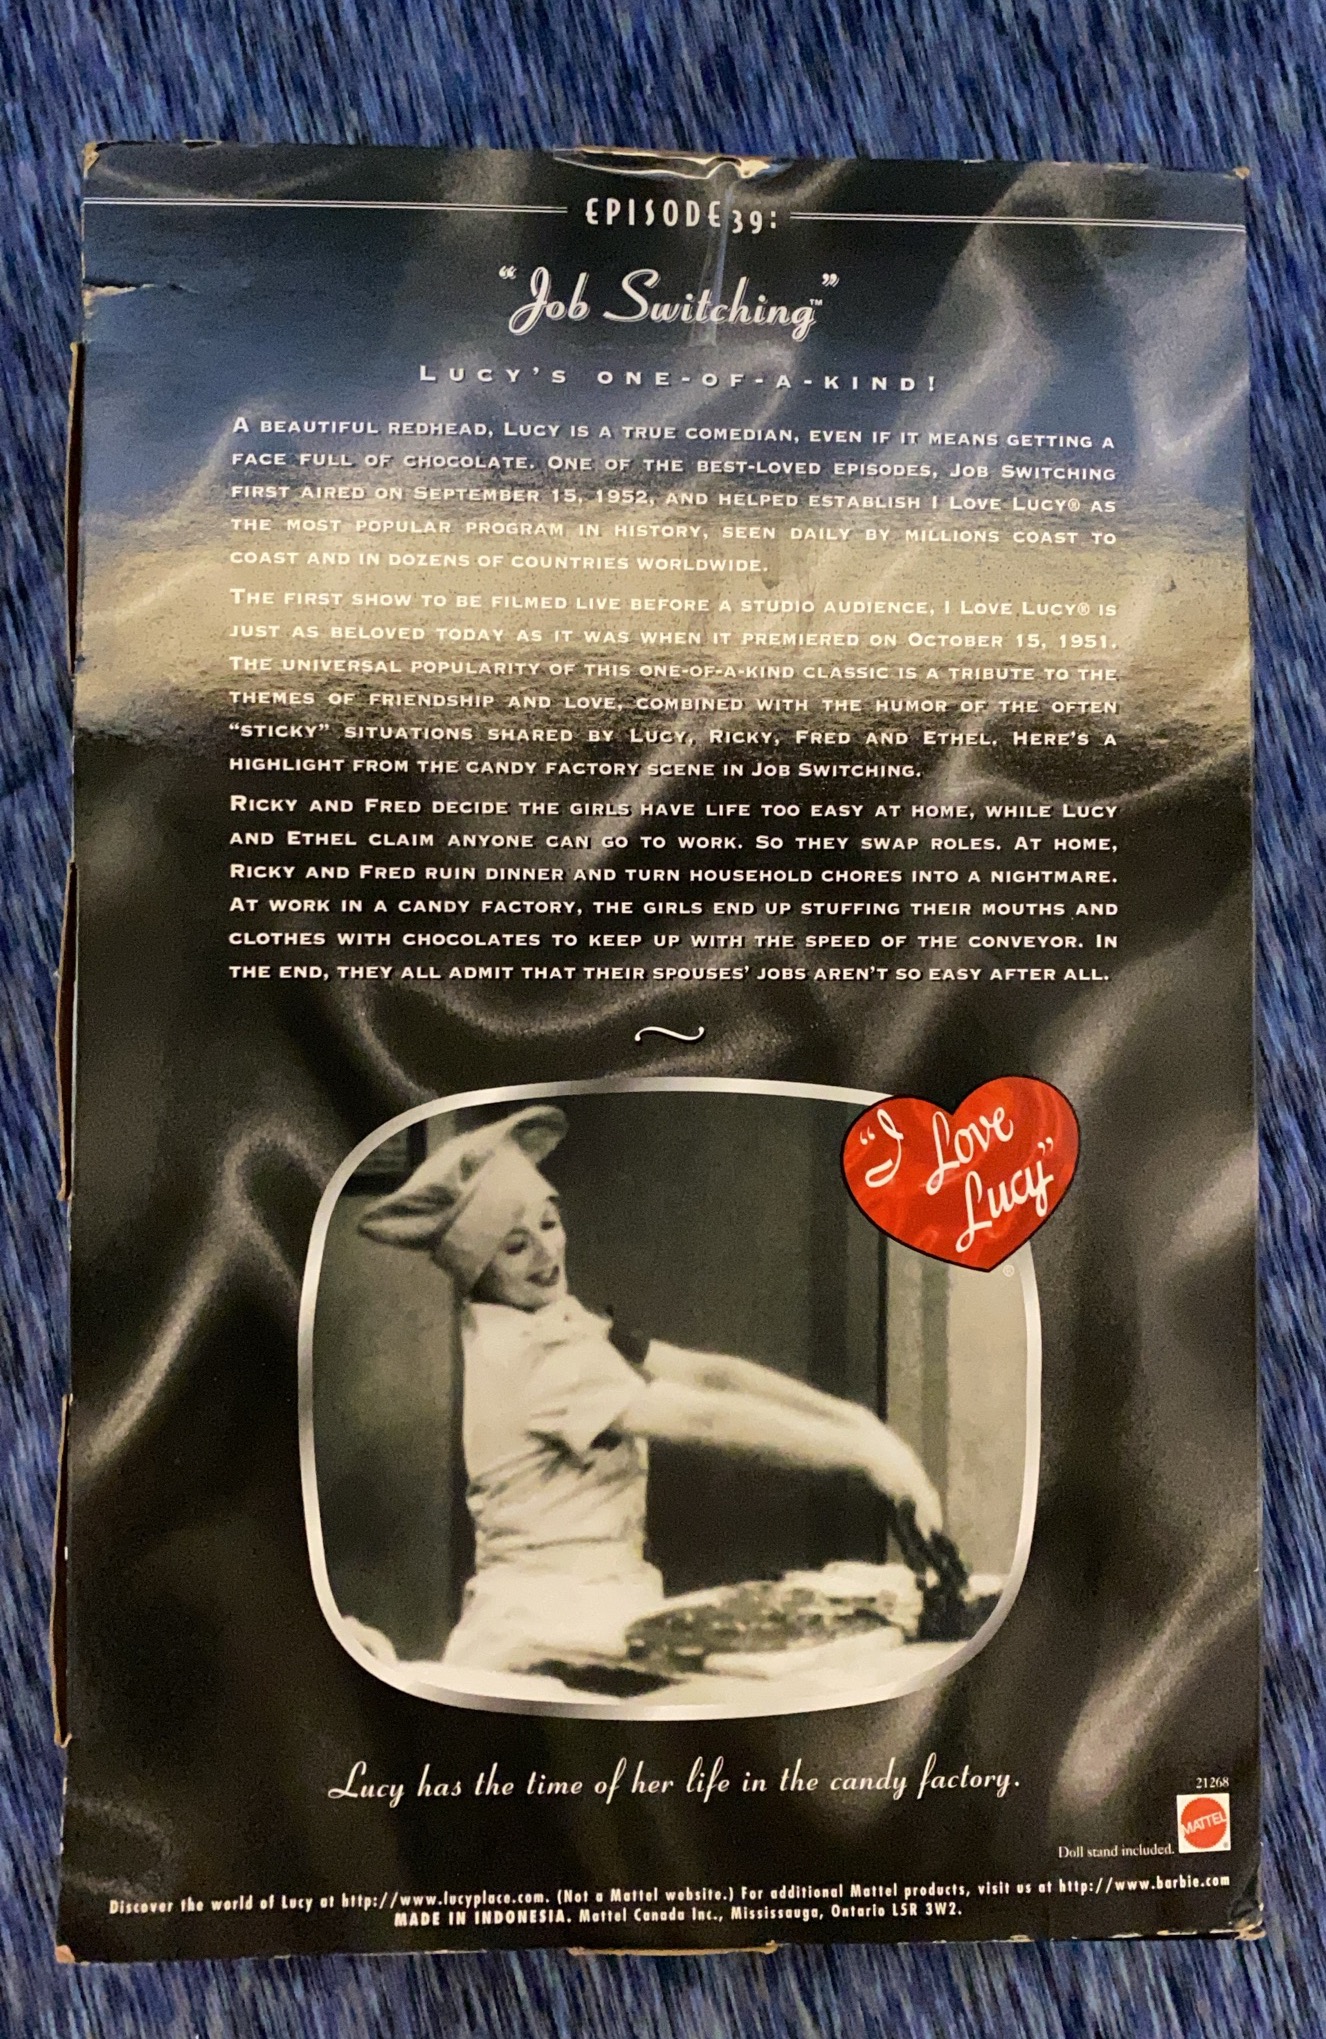 EPISODE 39:
"Job Switching™"
LUCY'S ONE-OF-A-KIND!
A BEAUTIFUL REDHEAD, LUCY IS A TRUE COMEDIAN, EVEN IF IT MEANS GETTING A
FACE FULL OF CHOCOLATE. ONE OF THE BEST-LOVED EPISODES, JOB SWITCHING
FIRST AIRED ON SEPTEMBER 15, 1952, AND HELPED ESTABLISH I LOVE LUCY® AS
THE MOST POPULAR PROGRAM IN HISTORY, SEEN DAILY BY MILLIONS COAST TO
COAST AND IN DOZENS OF COUNTRIES WORLDWIDE.
THE FIRST SHOW TO BE FILMED LIVE BEFORE A STUDIO AUDIENCE, I LOVE LUCY® IS
JUST AS BELOVED TODAY AS IT WAS WHEN IT PREMIERED ON OCTOBER 15, 1951.
THE UNIVERSAL POPULARITY OF THIS ONE-OF-A-KIND CLASSIC IS A TRIBUTE TO THE
THEMES OF FRIENDSHIP AND LOVE, COMBINED WITH THE HUMOR OF THE OFTEN
"STICKY" SITUATIONS SHARED BY LUCY, RICKY, FRED AND ETHEL. HERE'S A
HIGHLIGHT FROM THE CANDY FACTORY SCENE IN JOB SWITCHING.
RICKY AND FRED DECIDE THE GIRLS HAVE LIFE TOO EASY AT HOME, WHILE LUCY
AND ETHEL CLAIM ANYONE CAN GO TO WORK. SO THEY SWAP ROLES. AT HOME,
RICKY AND FRED RUIN DINNER AND TURN HOUSEHOLD CHORES INTO A NIGHTMARE.
AT WORK IN A CANDY FACTORY, THE GIRLS END UP STUFFING THEIR MOUTHS AND
CLOTHES WITH CHOCOLATES TO KEEP UP WITH THE SPEED OF THE CONVEYOR. IN
THE END, THEY ALL ADMIT THAT THEIR SPOUSES' JOBS AREN'T SO EASY AFTER ALL.
"I Love
Lucy"
®
Lucy has the time of her life in the candy factory.
21268
MATTEL
Doll stand included.
Discover the world of Lucy at http://www.lucyplace.com. (Not a Mattel website.) For additional Mattel products, visit us at http://www.barbie.com
MADE IN INDONESIA. Mattel Canada Inc., Mississauga, Ontario L5R 3W2.